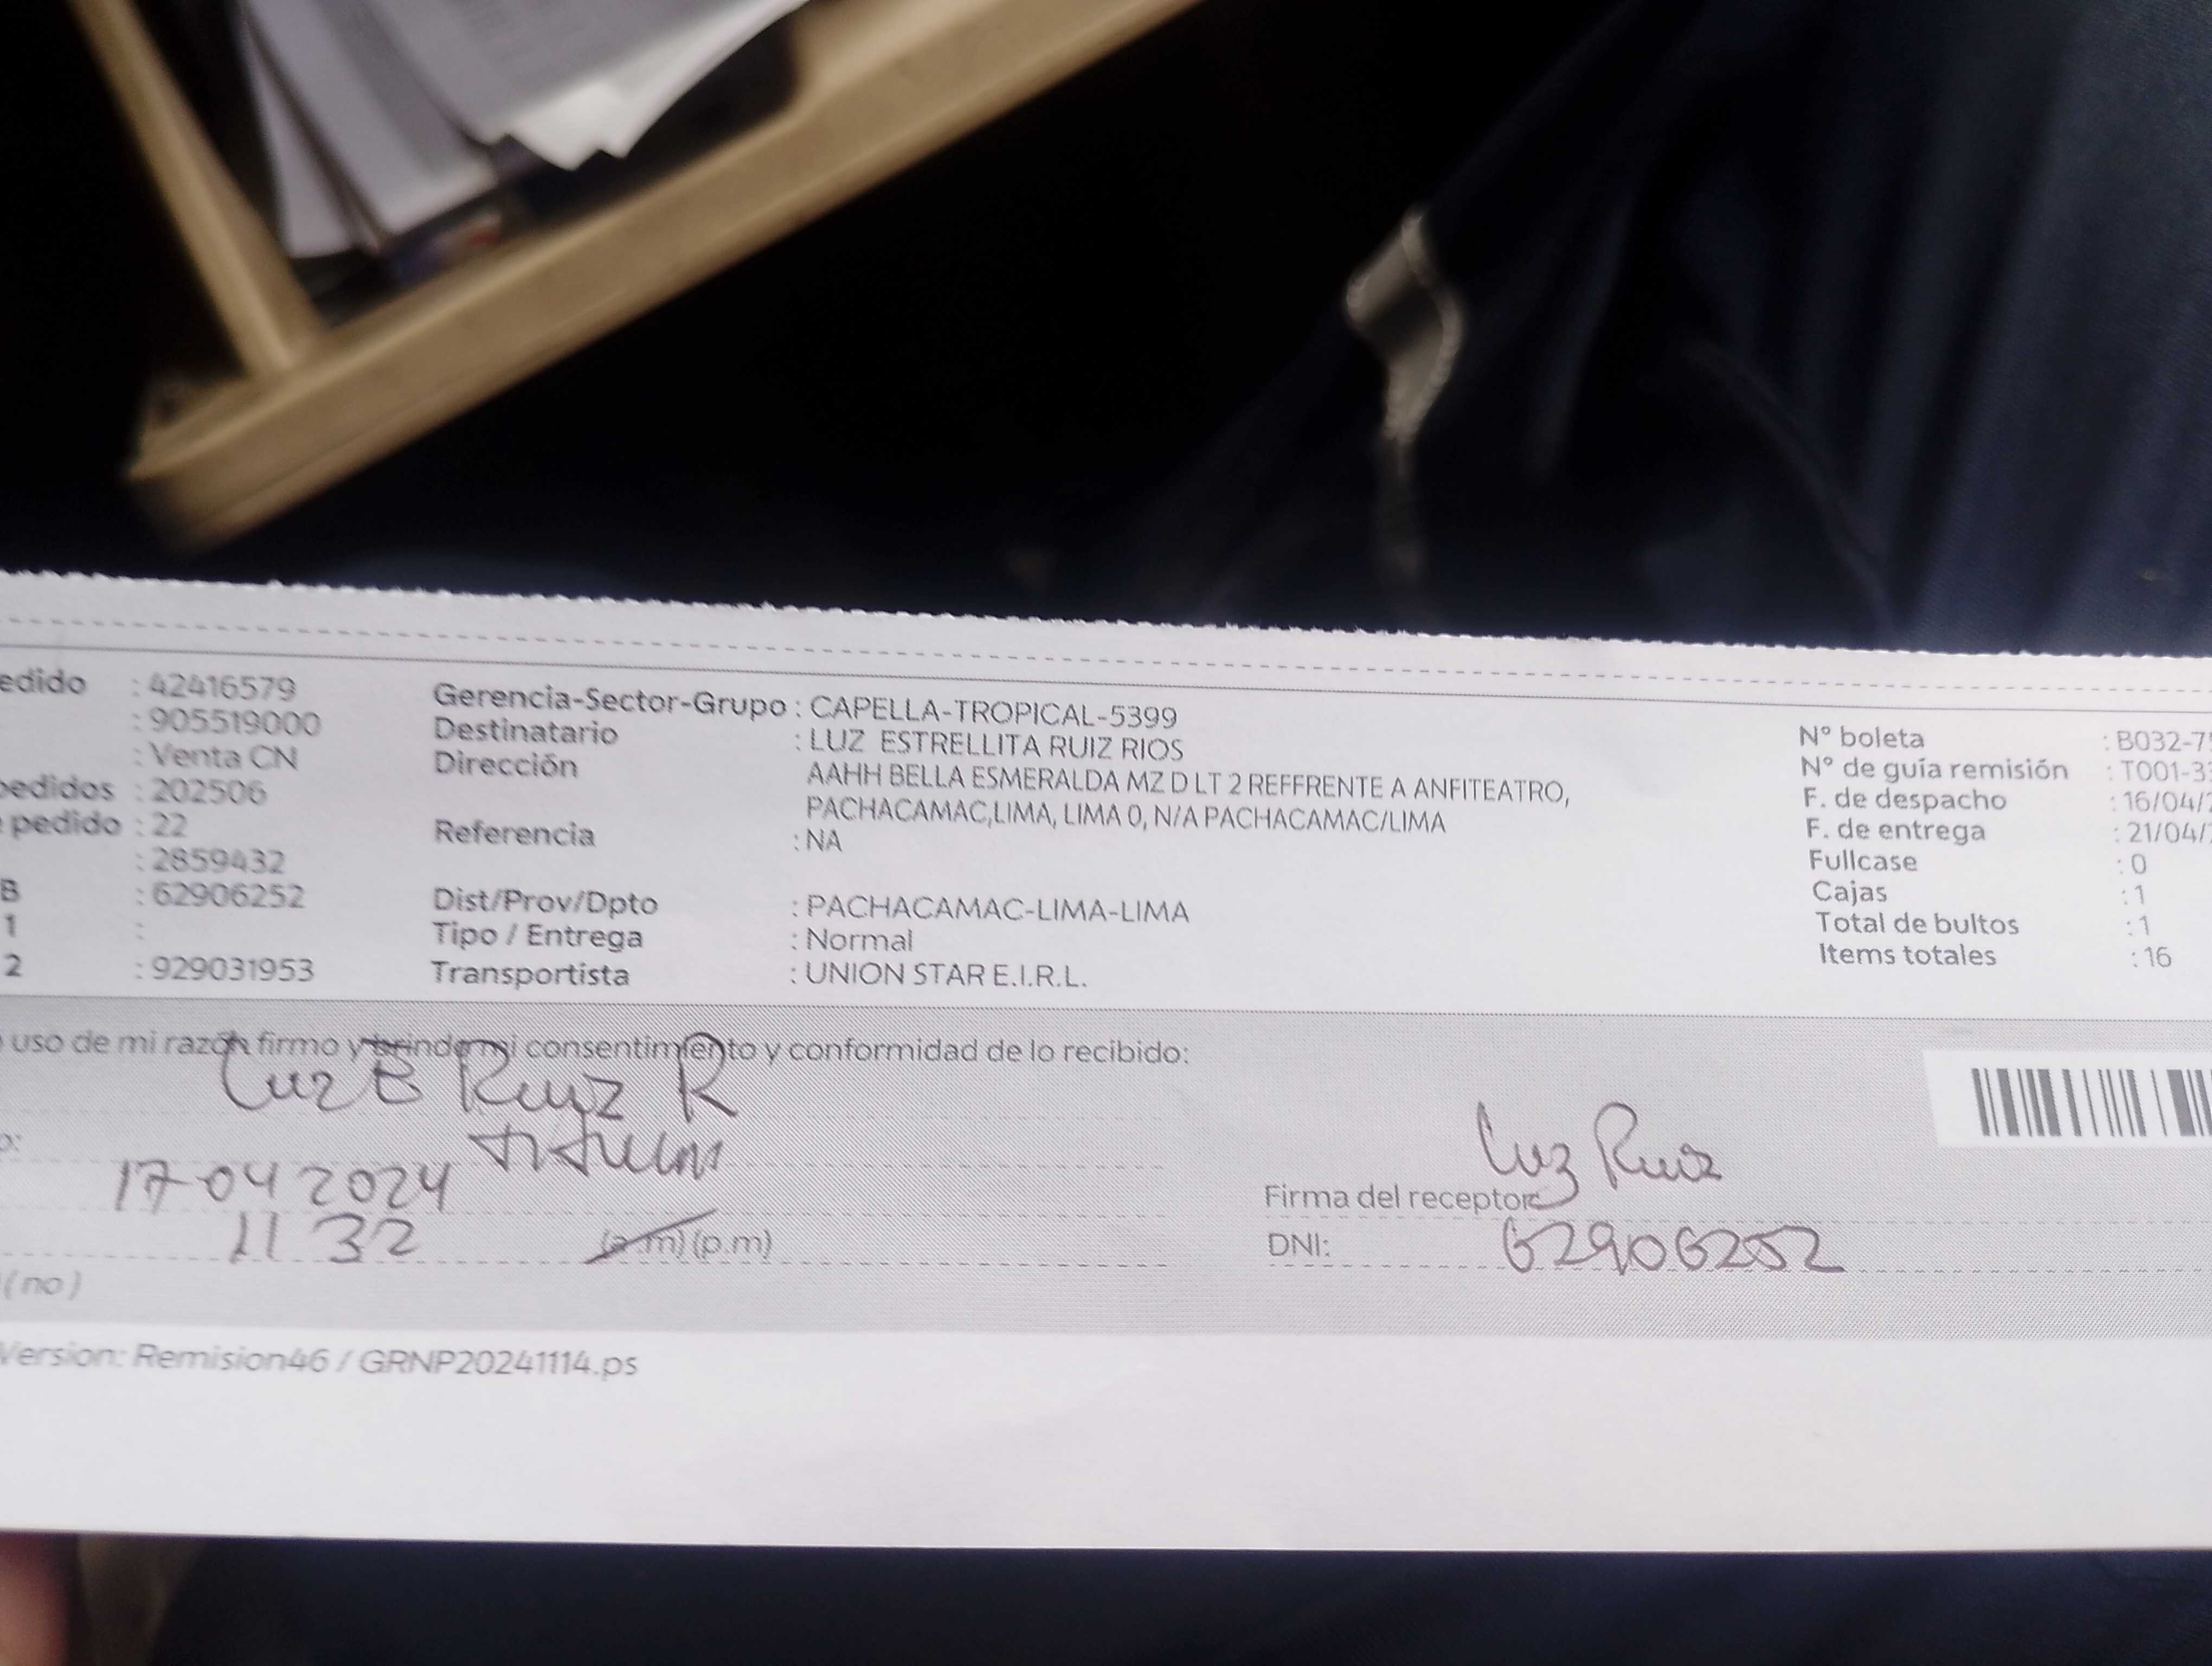 edido : 42416579
: 905519000
: Venta CN
pedidos : 202506
pedido : 22
: 2859432
B : 62906252
1 :
2 : 929031953
Gerencia-Sector-Grupo : CAPELLA-TROPICAL-5399
Destinatario : LUZ ESTRELLITA RUIZ RIOS
Dirección AAHH BELLA ESMERALDA MZ D LT 2 REFFRENTE A ANFITEATRO,
PACHACAMAC,LIMA, LIMA 0, N/A PACHACAMAC/LIMA
Referencia : NA
Dist/Prov/Dpto : PACHACAMAC-LIMA-LIMA
Tipo / Entrega : Normal
Transportista : UNION STAR E.I.R.L.
N° boleta : B032-7
N° de guía remisión : T001-3
F. de despacho : 16/04/
F. de entrega : 21/04/
Fullcase : 0
Cajas : 1
Total de bultos : 1
Items totales : 16
uso de mi razón firmo y brindo mi consentimiento y conformidad de lo recibido:
Luz E Ruiz R
o:
17-04 2024
11 32 (a.m) (p.m)
(no)
Luz Ruiz
Firma del receptor:
DNI: 62906252
Version: Remision46 / GRNP20241114.ps